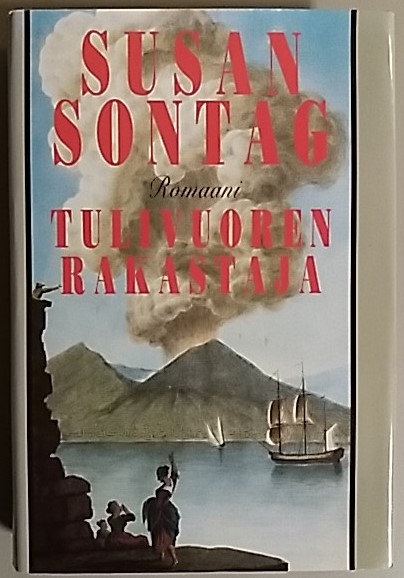 SUSAN
SONTAG
Romaani
TULIVUOREN
RAKASTAJA